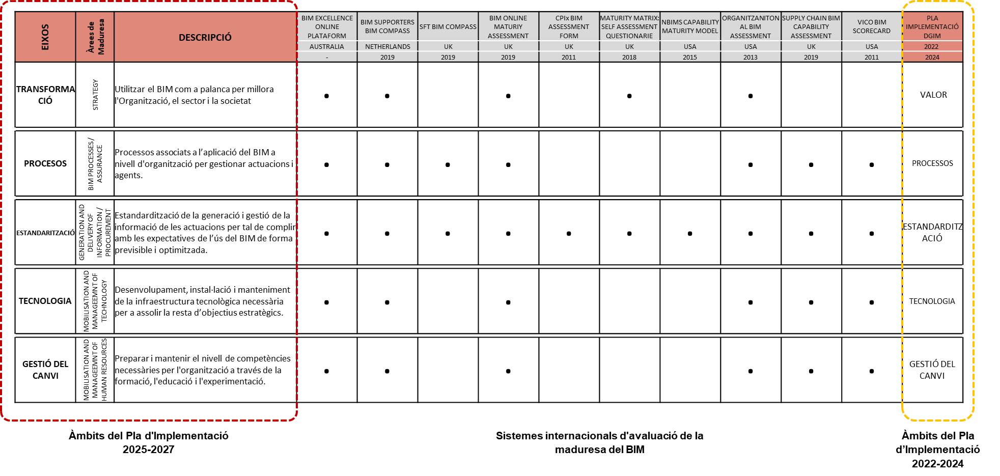 EIXOS
Àrees de
Maduresa
DESCRIPCIÓ
BIM EXCELLENCE
ONLINE
PLATAFORM
AUSTRALIA
-
BIM SUPPORTERS
BIM COMPASS
NETHERLANDS
2019
SFT BIM COMPASS
UK
2019
BIM ONLINE
MATURIY
ASSESSMENT
UK
2019
CPIx BIM
ASSESSMENT
FORM
UK
2011
MATURITY MATRIX:
SELF ASSESSMENT
QUESTIONARIE
UK
2018
NBIMS CAPABILITY
MATURITY MODEL
USA
2015
ORGANITZANITON
AL BIM
ASSESSMENT
USA
2013
SUPPLY CHAIN BIM
CAPABILITY
ASSESSMENT
UK
2019
VICO BIM
SCORECARD
USA
2011
PLA
IMPLEMENTACIÓ
DGIM
2022
2024
TRANSFORMA
CIÓ
STRATEGY
Utilitzar el BIM com a palanca per millora
l'Organització, el sector i la societat
VALOR
PROCESOS
BIM PROCESSES /
ASSURANCE
Processos associats a l’aplicació del BIM a
nivell d'organització per gestionar actuacions i
agents.
PROCESSOS
ESTANDARITZACIÓ
GENERATION AND
DELIVERY OF
INFORMATION /
PROCUREMENT
Estandardització de la generació i gestió de la
informació de les actuacions per tal de complir
amb les expectatives de l’ús del BIM de forma
previsible i optimitzada.
ESTANDARDITZ
ACIÓ
TECNOLOGIA
MOBILISATION AND
MANAGEEMNT OF
TECHNOLOGY
Desenvolupament, instal·lació i manteniment
de la infraestructura tecnològica necessària
per a assolir la resta d’objectius estratègics.
TECNOLOGIA
GESTIÓ DEL
CANVI
MOBILISATION AND
MANAGEEMNT OF
HUMAN RESOURCES
Preparar i mantenir el nivell de competències
necessàries per l'organització a través de la
formació, l'educació i l'experimentació.
GESTIÓ DEL
CANVI
Àmbits del Pla d'Implementació
2025-2027
Sistemes internacionals d'avaluació de la
maduresa del BIM
Àmbits del Pla
d’Implementació
2022-2024